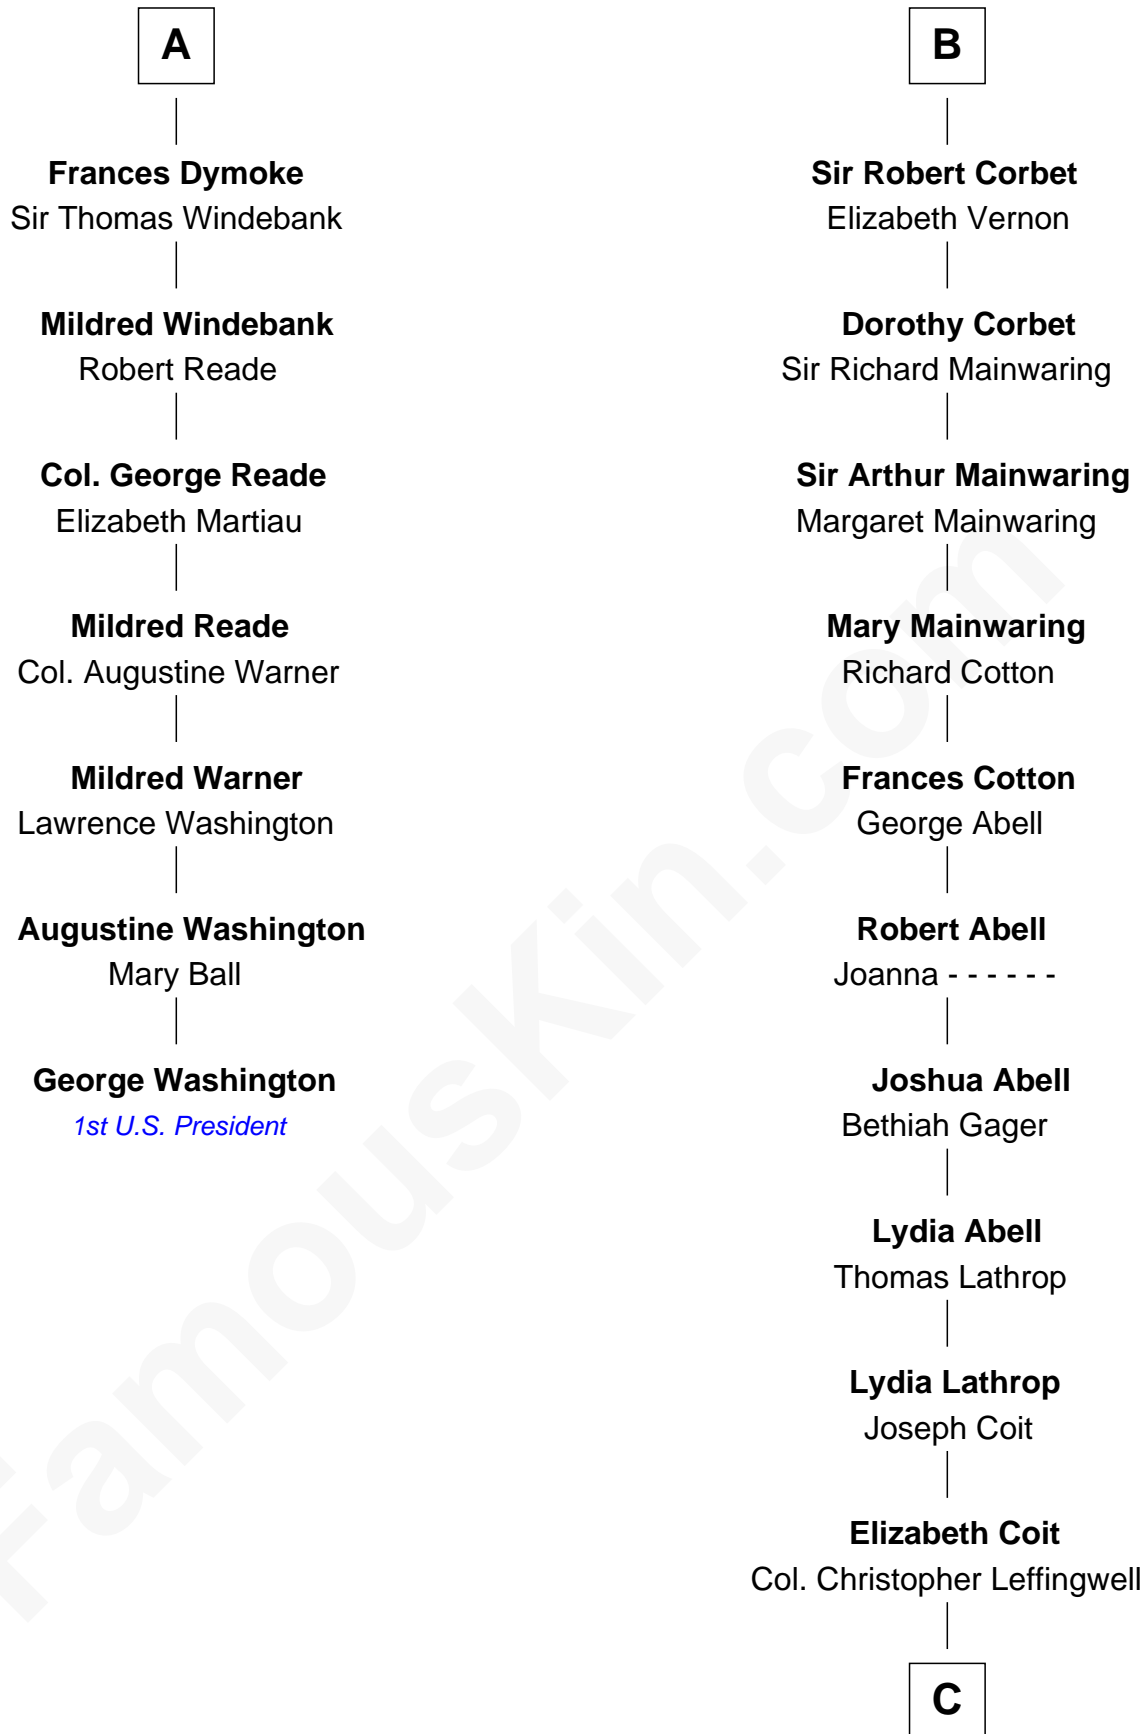 A
Frances Dymoke
Sir Thomas Windebank
Mildred Windebank
Robert Reade
Col. George Reade
Elizabeth Martiau
Mildred Reade
Col. Augustine Warner
Mildred Warner
Lawrence Washington
Augustine Washington
Mary Ball
George Washington
1st U.S. President
B
Sir Robert Corbet
Elizabeth Vernon
Dorothy Corbet
Sir Richard Mainwaring
Sir Arthur Mainwaring
Margaret Mainwaring
Mary Mainwaring
Richard Cotton
Frances Cotton
George Abell
Robert Abell
Joanna - - - - - -
Joshua Abell
Bethiah Gager
Lydia Abell
Thomas Lathrop
Lydia Lathrop
Joseph Coit
Elizabeth Coit
Col. Christopher Leffingwell
C
FamousKin.com